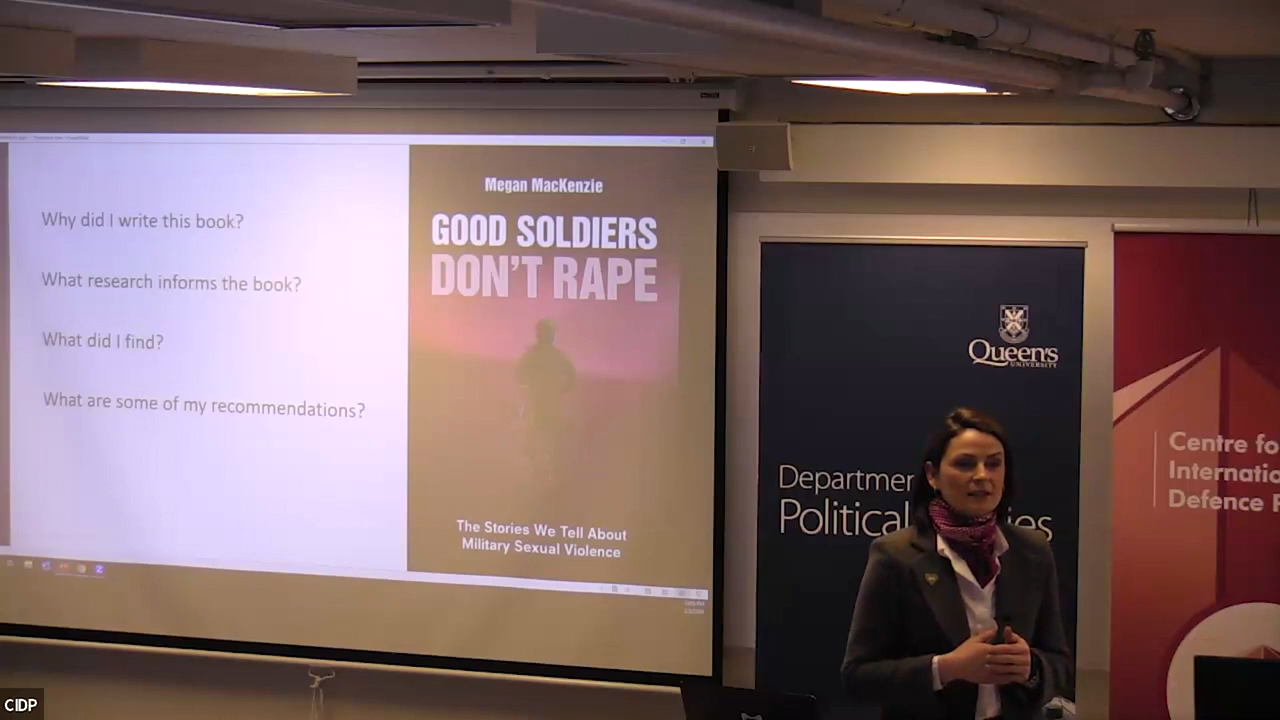 Why did I write this book?
What research informs the book?
What did I find?
What are some of my recommendations?
Megan MacKenzie
GOOD SOLDIERS
DON'T RAPE
The Stories We Tell About
Military Sexual Violence
Queen's
UNIVERSITY
Departmen
Political ies
Centre fo
Internatio
Defence P
CIDP